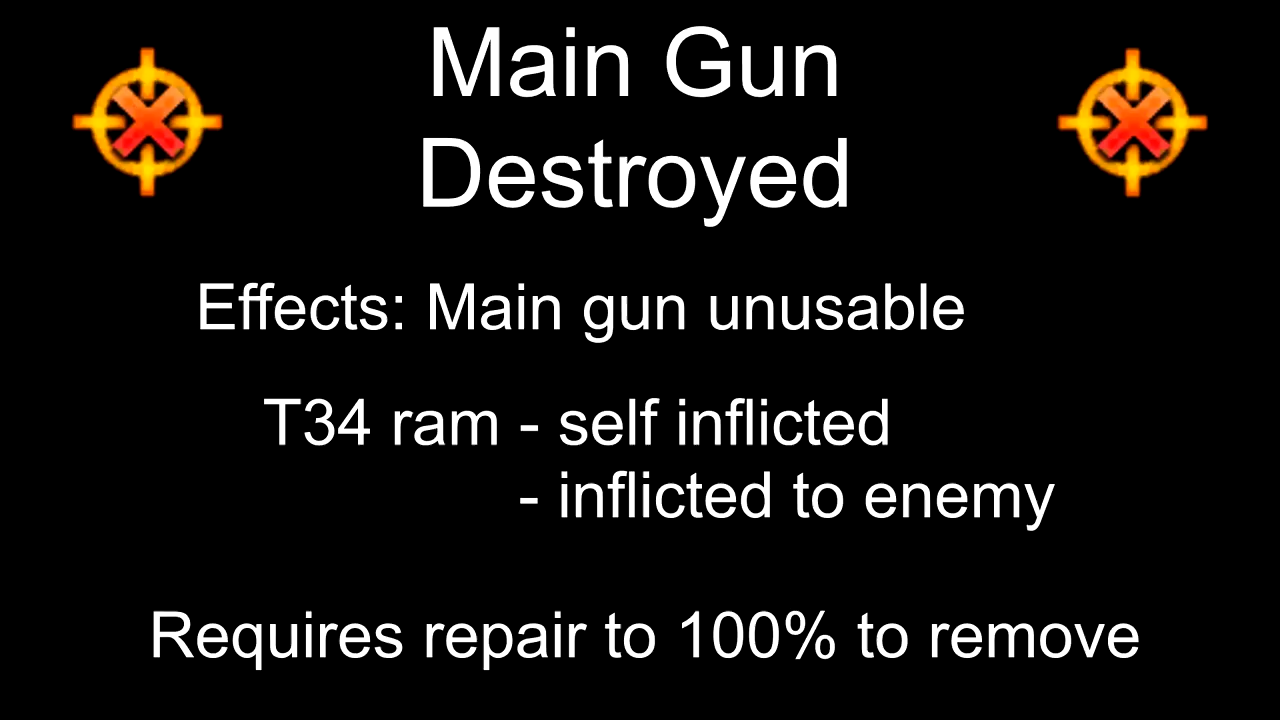 Main Gun
Destroyed
Effects: Main gun unusable
T34 ram - self inflicted
- inflicted to enemy
Requires repair to 100% to remove